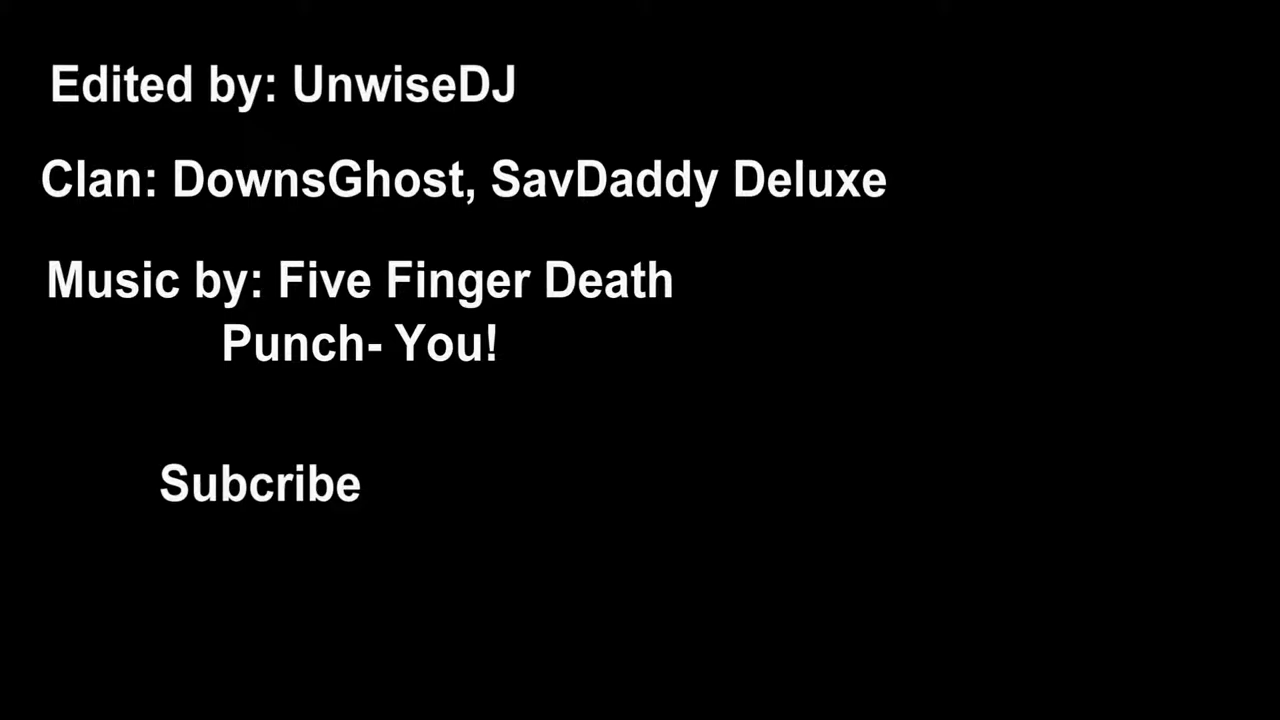 Edited by: UnwiseDJ
Clan: DownsGhost, SavDaddy Deluxe
Music by: Five Finger Death
Punch- You!
Subcribe